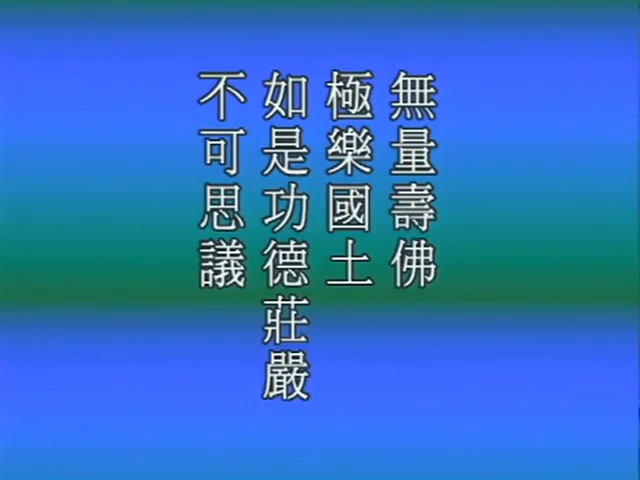 無量壽佛
極樂國土
如是功德莊嚴
不可思議